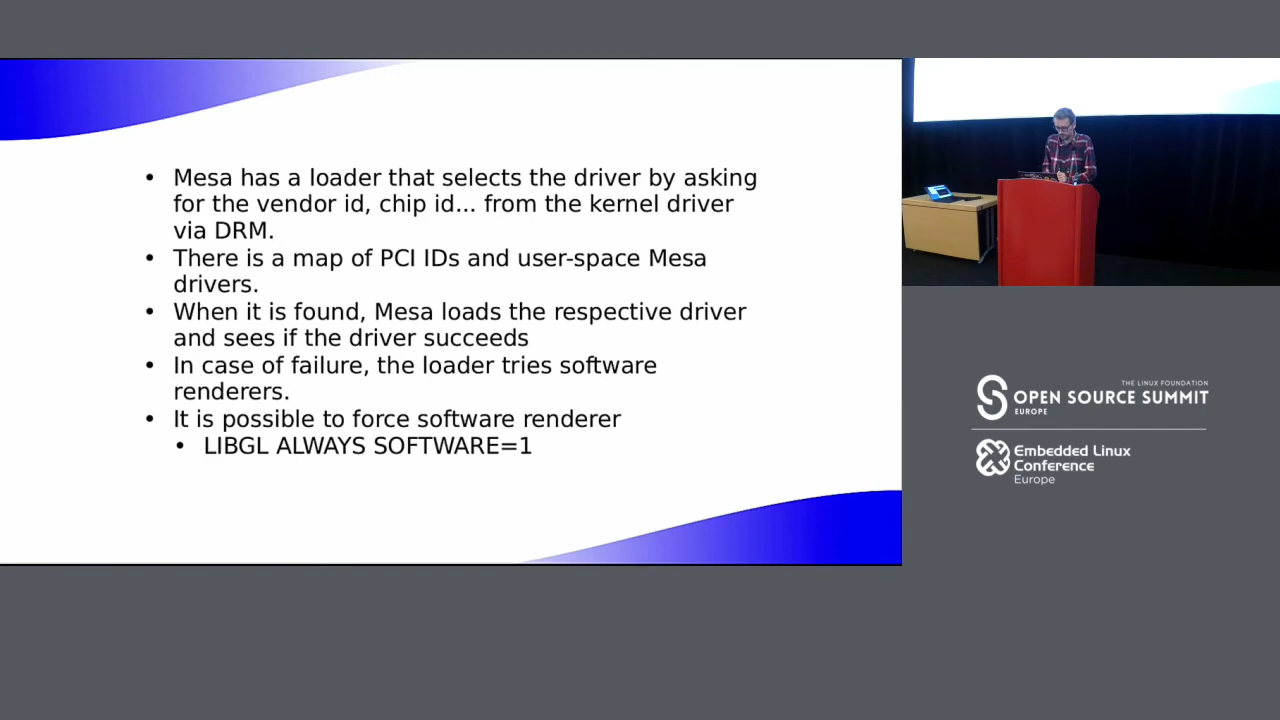 Mesa has a loader that selects the driver by asking
for the vendor id, chip id... from the kernel driver
via DRM.
There is a map of PCI IDs and user-space Mesa
drivers.
When it is found, Mesa loads the respective driver
and sees if the driver succeeds
In case of failure, the loader tries software
renderers.
It is possible to force software renderer
LIBGL ALWAYS SOFTWARE=1
THE LINUX FOUNDATION
OPEN SOURCE SUMMIT
EUROPE
Embedded Linux
Conference
Europe